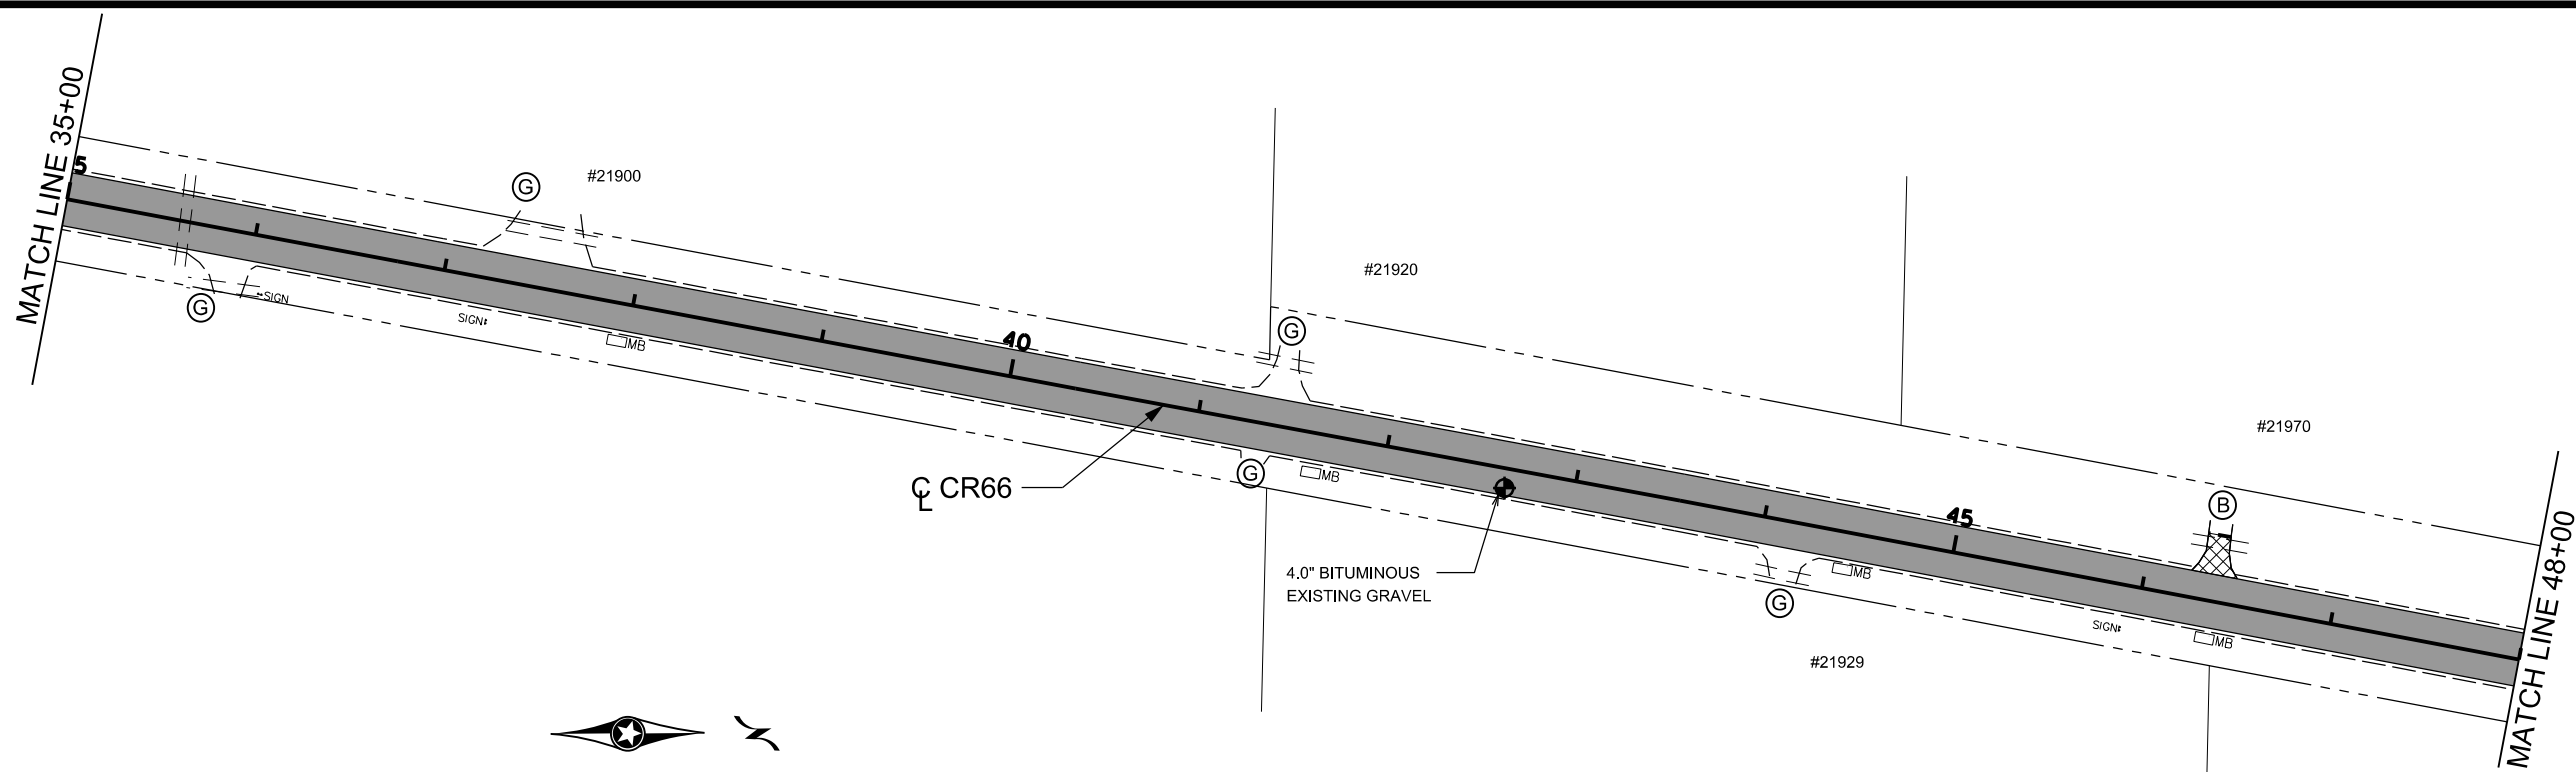 MATCH LINE 35+00
5
G
#21900
G
SIGN
SIGN
MB
40
G
#21920
℄ CR66
G
MB
4.0" BITUMINOUS
EXISTING GRAVEL
G
MB
#21929
45
B
#21970
SIGN
MB
MATCH LINE 48+00
N